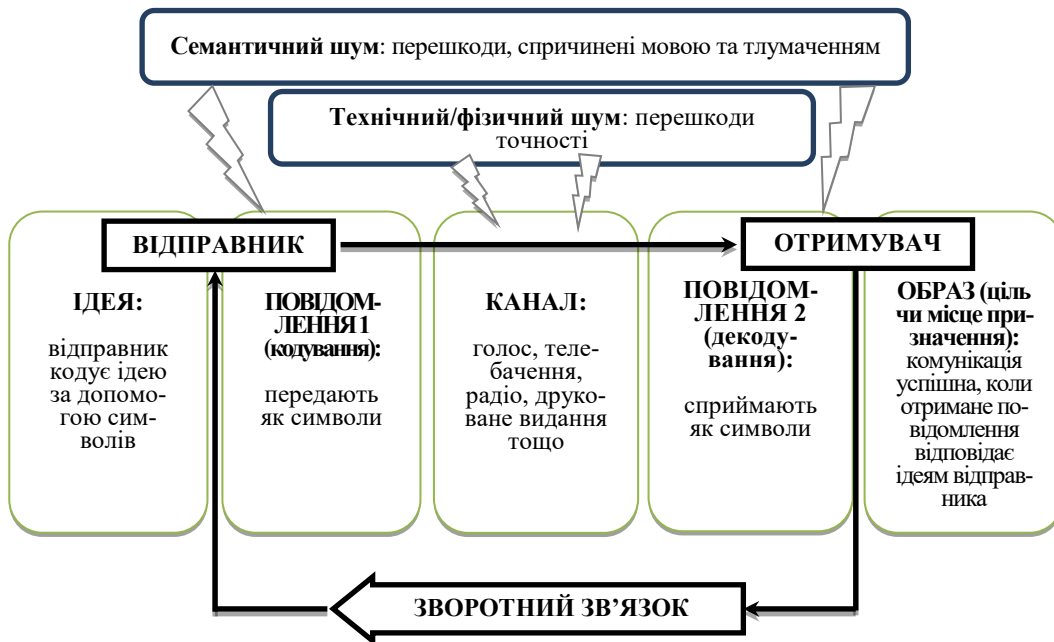 Семантичний шум: перешкоди, спричинені мовою та тлумаченням
Технічний/фізичний шум: перешкоди
точності
ВІДПРАВНИК
ОТРИМУВАЧ
ІДЕЯ:
відправник
кодує ідею
за допомо-
гою сим-
волів
ПОВІДОМ-
ЛЕННЯ 1
(кодування):
передають
як символи
КАНАЛ:
голос, теле-
бачення,
радіо, друко-
ване видання
тощо
ПОВІДОМ-
ЛЕННЯ 2
(декоду-
вання):
сприймають
як символи
ОБРАЗ (ціль
чи місце при-
значення):
комунікація
успішна, коли
отримане по-
відомлення
відповідає
ідеям відправ-
ника
ЗВОРОТНИЙ ЗВ'ЯЗОК